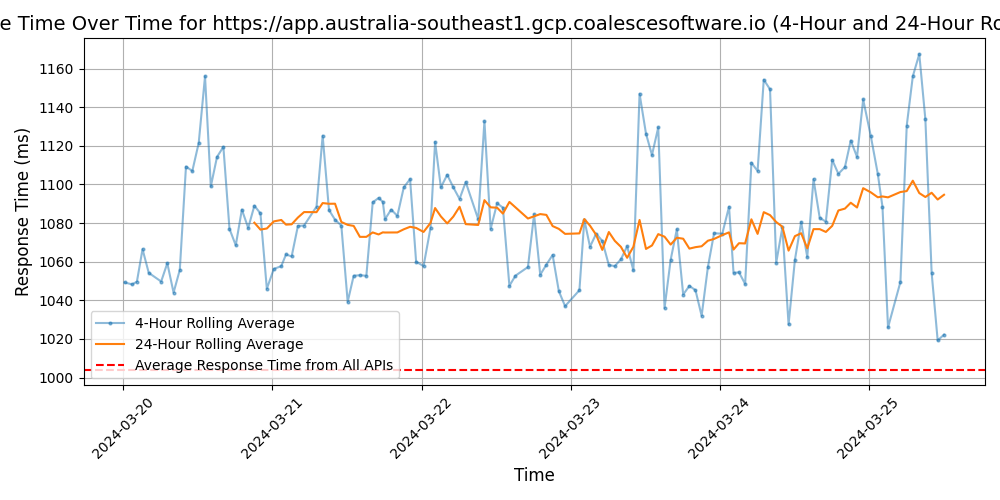 e Time Over Time for https://app.australia-southeast1.gcp.coalescesoftware.io (4-Hour and 24-Hour Ro
Response Time (ms)
1160
1140
1120
1100
1080
1060
1040
1020
1000
4-Hour Rolling Average
24-Hour Rolling Average
Average Response Time from All APIs
2024-03-20
2024-03-21
2024-03-22
2024-03-23
2024-03-24
2024-03-25
Time